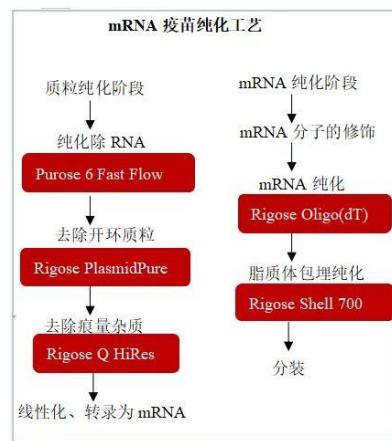 mRNA 疫苗纯化工艺
质粒纯化阶段
纯化除 RNA
Purose 6 Fast Flow
去除开环质粒
Rigose PlasmidPure
去除痕量杂质
Rigose Q HiRes
线性化、转录为 mRNA
mRNA 纯化阶段
mRNA 分子的修饰
mRNA 纯化
Rigose Oligo(dT)
脂质体包埋纯化
Rigose Shell 700
分装